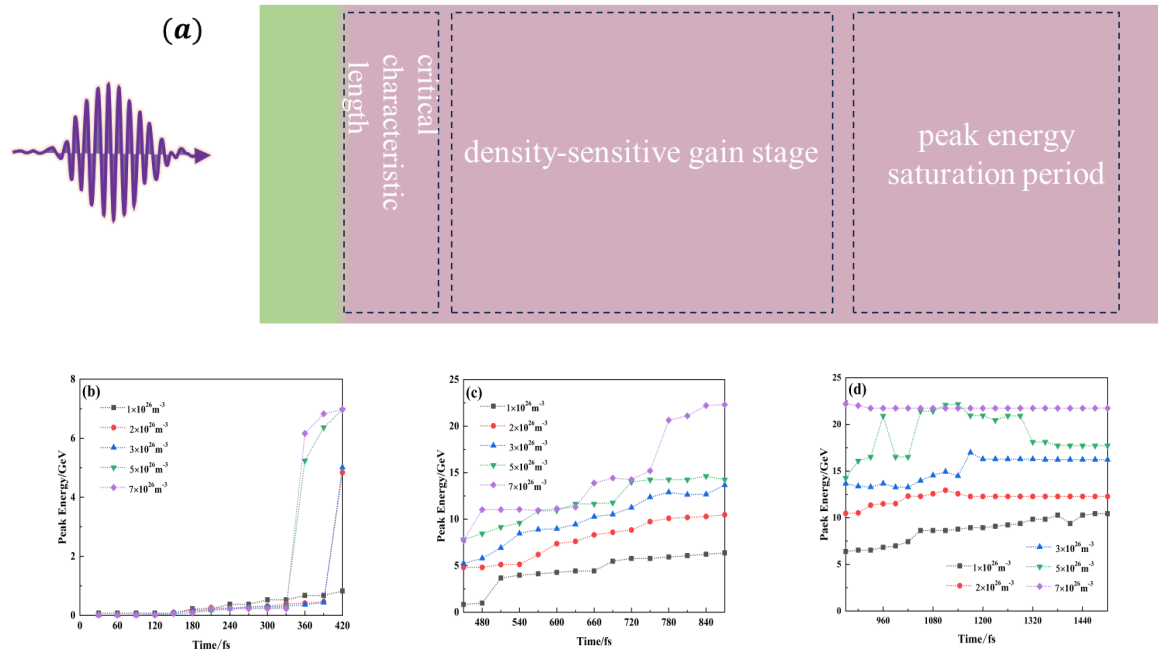 (a)
critical
characteristic
length
density-sensitive gain stage
peak energy
saturation period
(b)
1×10²⁶m⁻³
2×10²⁶m⁻³
3×10²⁶m⁻³
5×10²⁶m⁻³
7×10²⁶m⁻³
Peak Energy/GeV
8
6
4
2
0
0 60 120 180 240 300 360 420
Time/fs
(c)
1×10²⁶m⁻³
2×10²⁶m⁻³
3×10²⁶m⁻³
5×10²⁶m⁻³
7×10²⁶m⁻³
Peak Energy/GeV
25
20
15
10
5
0
480 540 600 660 720 780 840
Time/fs
(d)
1×10²⁶m⁻³
2×10²⁶m⁻³
3×10²⁶m⁻³
5×10²⁶m⁻³
7×10²⁶m⁻³
Paek Energy/GeV
25
20
15
10
5
0
960 1080 1200 1320 1440
Time/fs